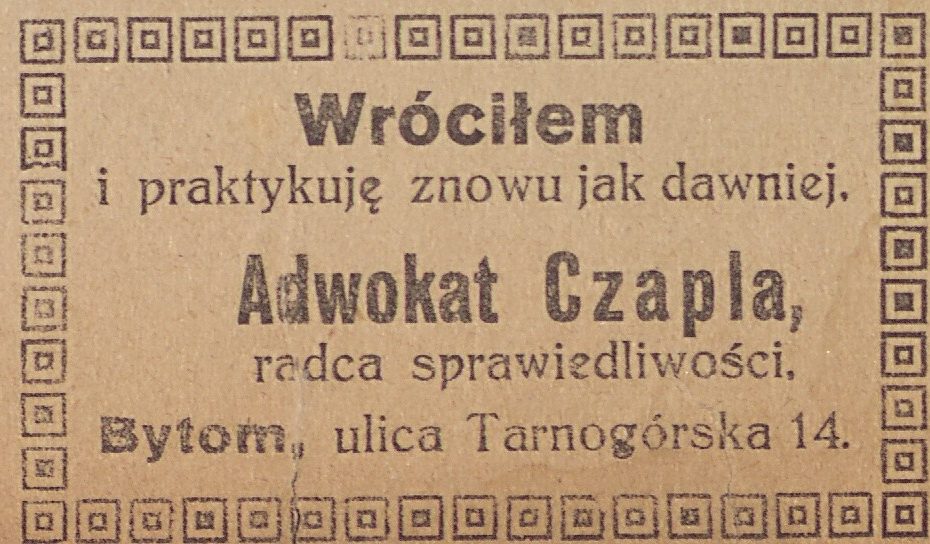 Wróciłem
i praktykuję znowu jak dawniej.
Adwokat Czapla,
radca sprawiedliwości.
Bytom, ulica Tarnogórska 14.